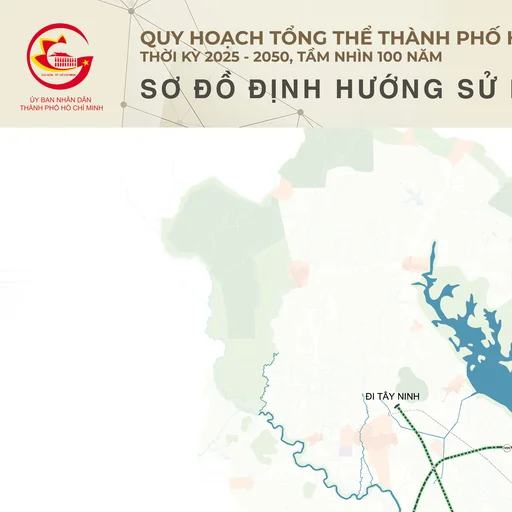 QUY HOẠCH TỔNG THỂ THÀNH PHỐ H
THỜI KỲ 2025 - 2050, TẦM NHÌN 100 NĂM
SƠ ĐỒ ĐỊNH HƯỚNG SỬ
ỦY BAN NHÂN DÂN
THÀNH PHỐ HỒ CHÍ MINH
ĐI TÂY NINH